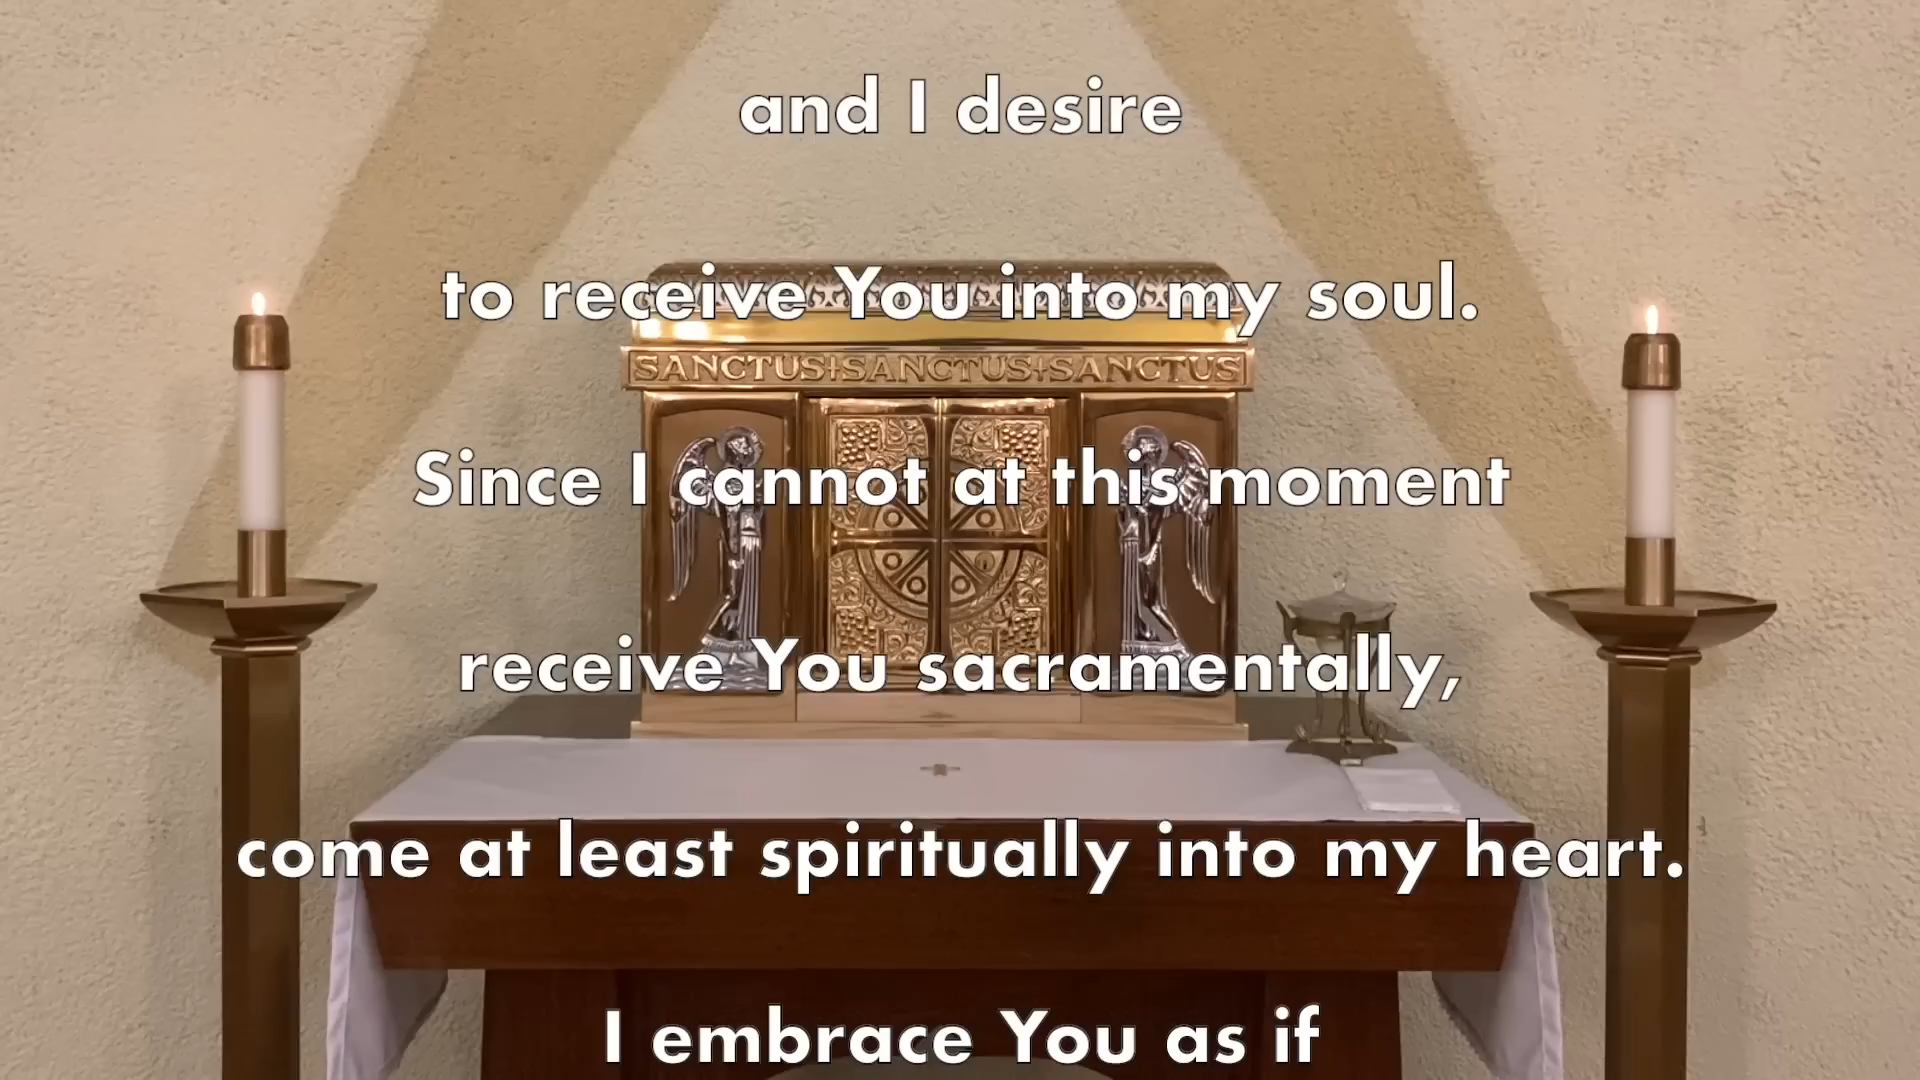 and I desire
to receive You into my soul.
SANCTUS+SANCTUS+SANCTUS
Since I cannot at this moment
receive You sacramentally,
come at least spiritually into my heart.
I embrace You as if